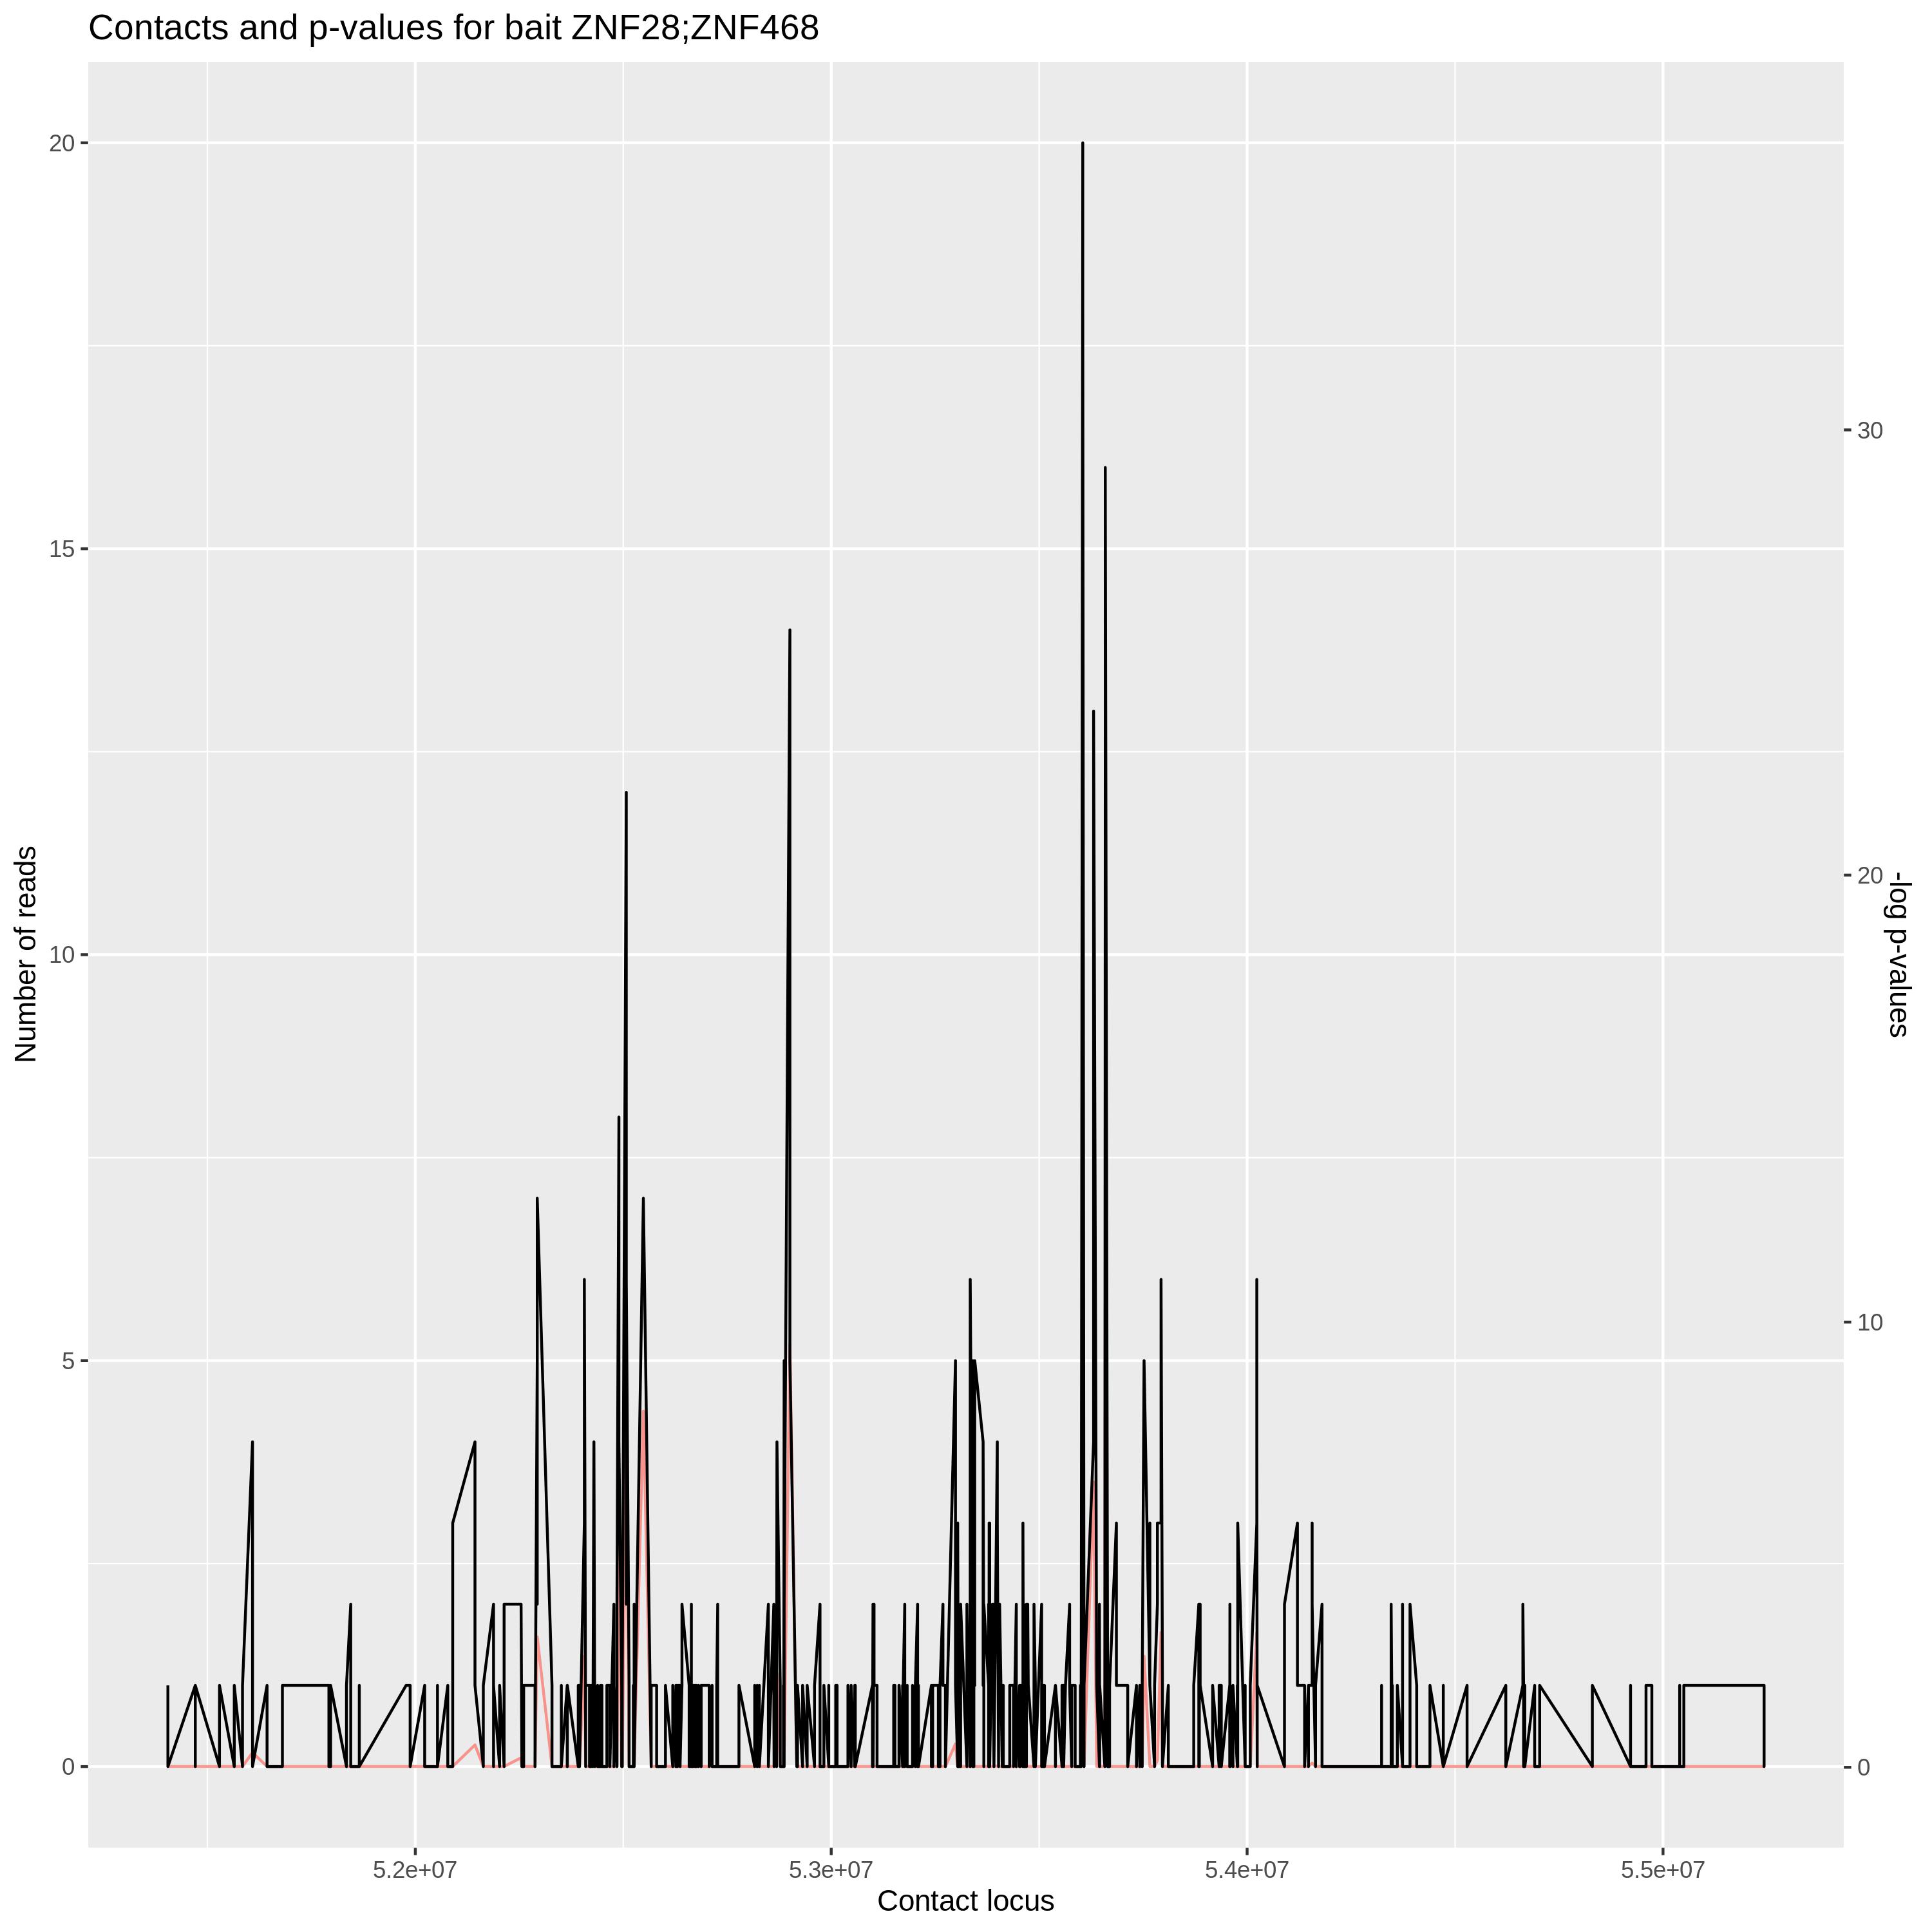 Contacts and p-values for bait ZNF28;ZNF468
20
15
10
5
0
Number of reads
30
20
10
0
-log p-values
5.2e+07 5.3e+07 5.4e+07 5.5e+07
Contact locus